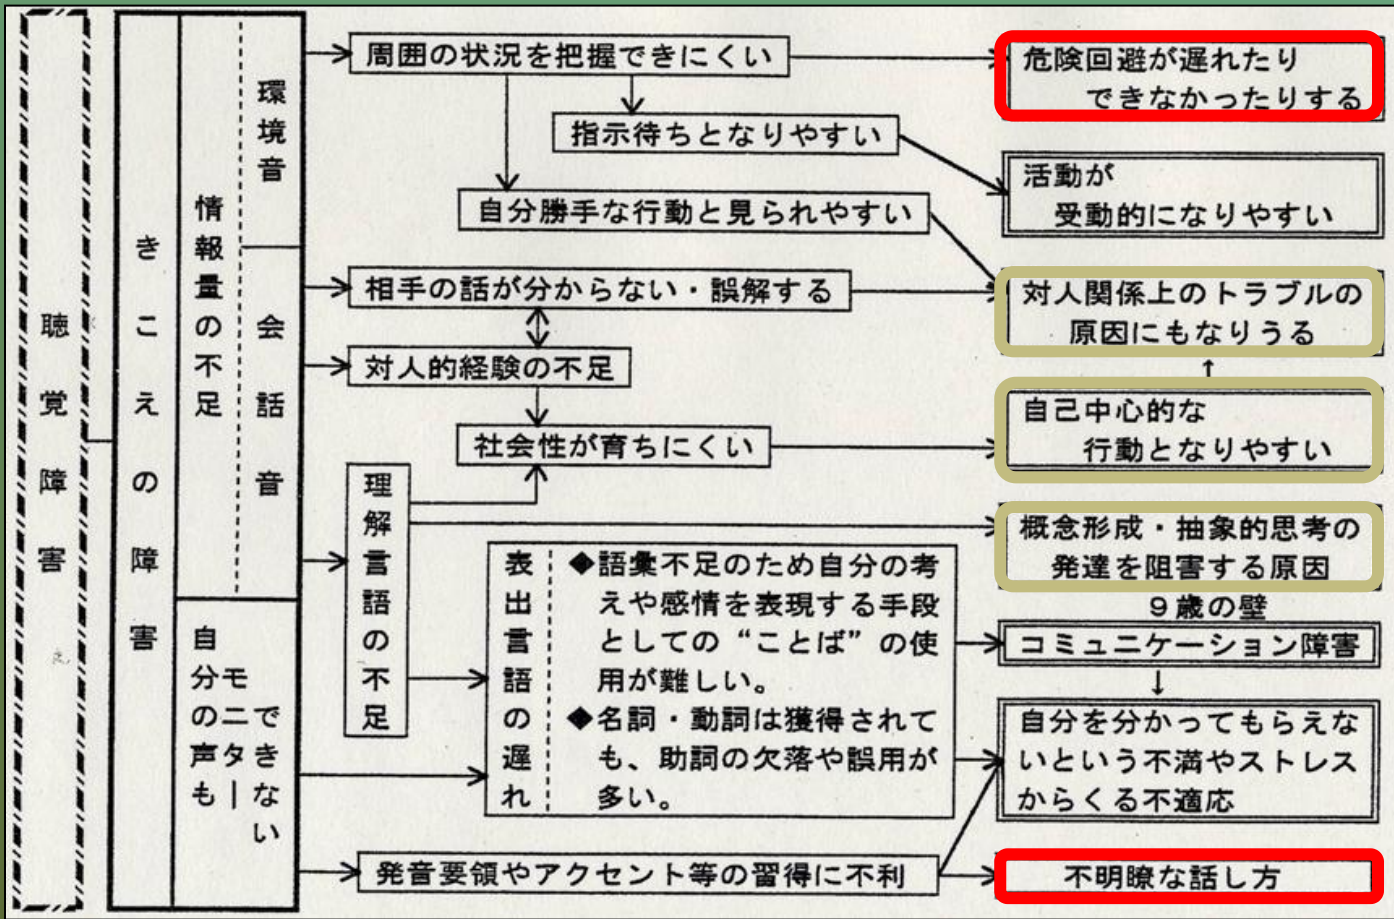 聴覚障害
きこえの障害
情報量の不足
環境音
会話音
自分の声も
モニター
できない
周囲の状況を把握できにくい
指示待ちとなりやすい
自分勝手な行動と見られやすい
相手の話が分からない・誤解する
対人的経験の不足
社会性が育ちにくい
理解言語の不足
表出言語の遅れ
◆語彙不足のため自分の考
えや感情を表現する手段
としての“ことば”の使
用が難しい。
◆名詞・動詞は獲得されて
も、助詞の欠落や誤用が
多い。
発音要領やアクセント等の習得に不利
危険回避が遅れたり
できなかったりする
活動が
受動的になりやすい
対人関係上のトラブルの
原因にもなりうる
自己中心的な
行動となりやすい
概念形成・抽象的思考の
発達を阻害する原因
9歳の壁
コミュニケーション障害
自分を分かってもらえな
いという不満やストレス
からくる不適応
不明瞭な話し方